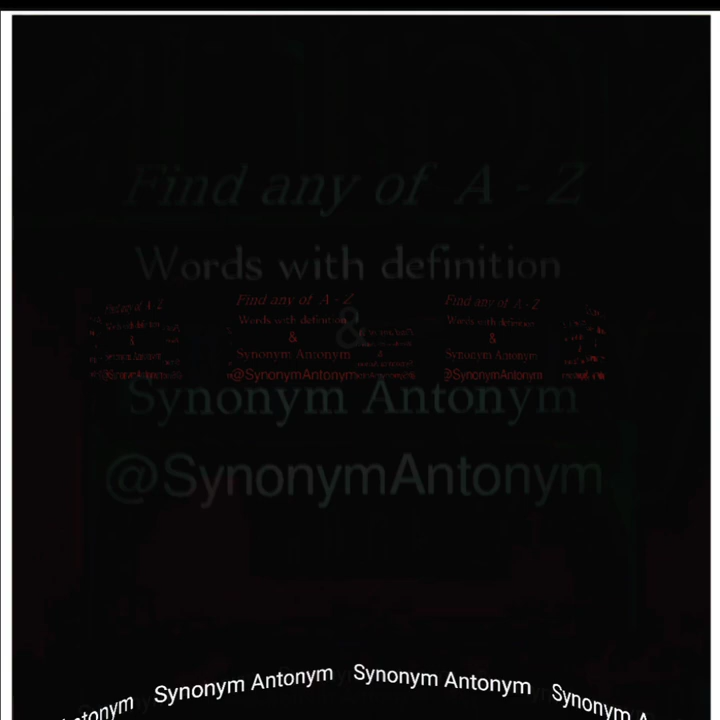 Find any of A - Z
Words with definition
Find any of A - Z
Words with definition
&
Synonym Antonym
@SynonymAntonym
Find any of A - Z
Words with definition
&
Synonym Antonym
@SynonymAntonym
&
Synonym Antonym
@SynonymAntonym
Synonym Antonym Synonym Antonym Synonym